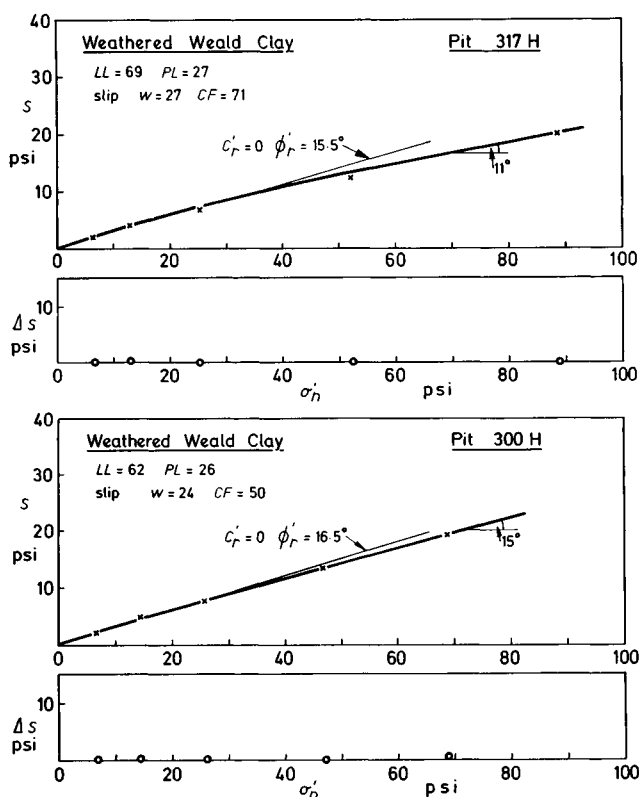 Weathered Weald Clay Pit 317 H
LL = 69 PL = 27
slip w = 27 CF = 71
C'r = 0 ϕ'r = 15.5°
11°
40
30
20
10
s
psi
0 20 40 60 80 100
10
Δs
psi
0 20 40 60 80 100
σ'n psi
Weathered Weald Clay Pit 300 H
LL = 62 PL = 26
slip w = 24 CF = 50
C'r = 0 ϕ'r = 16.5°
15°
40
30
20
10
s
psi
0 20 40 60 80 100
10
Δs
psi
0 20 40 60 80 100
σ'n psi